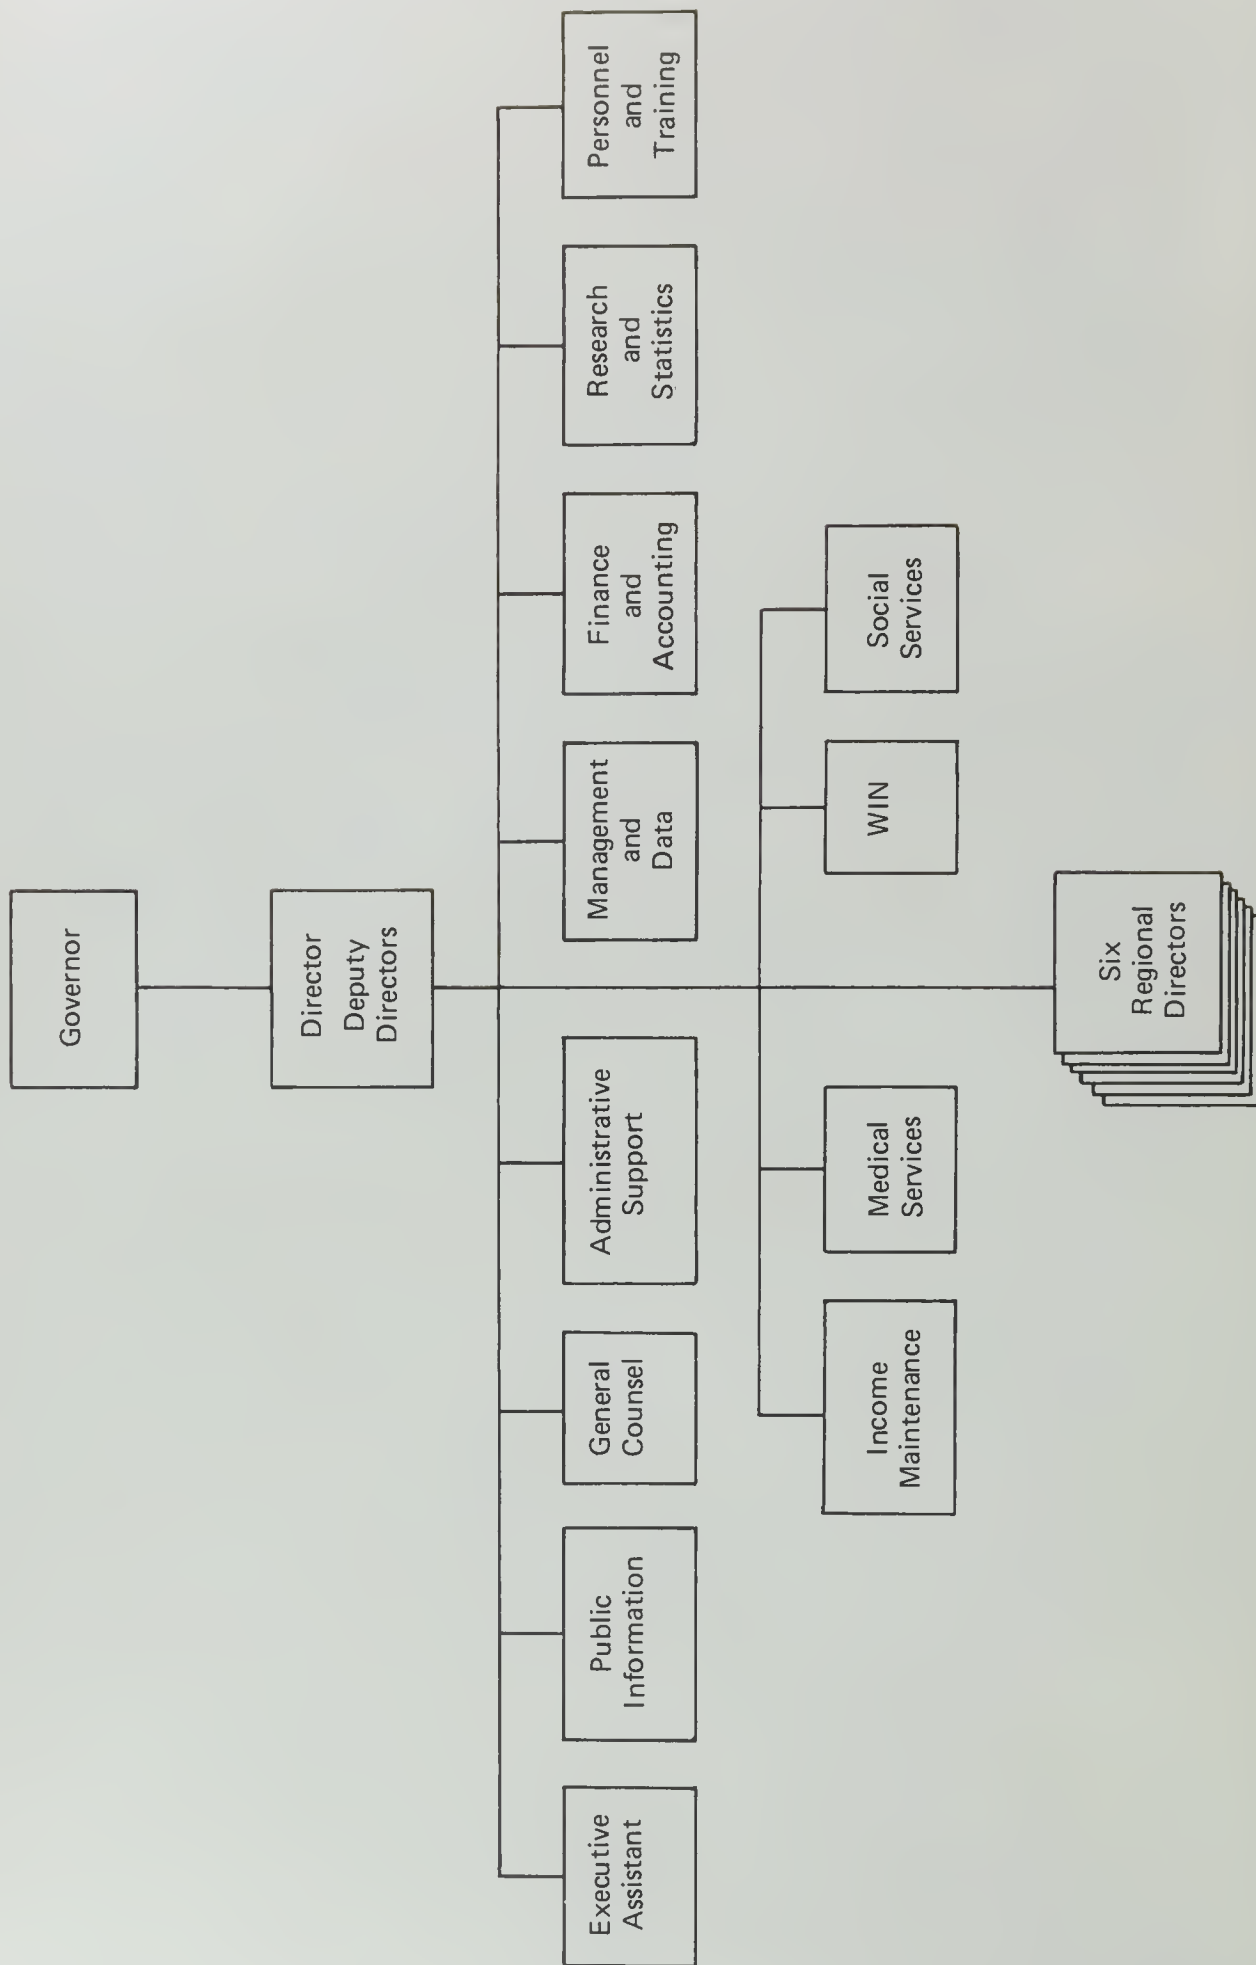 Governor
Director
Deputy
Directors
Executive
Assistant
Public
Information
General
Counsel
Administrative
Support
Management
and
Data
Finance
and
Accounting
Research
and
Statistics
Personnel
and
Training
Income
Maintenance
Medical
Services
WIN
Social
Services
Six
Regional
Directors